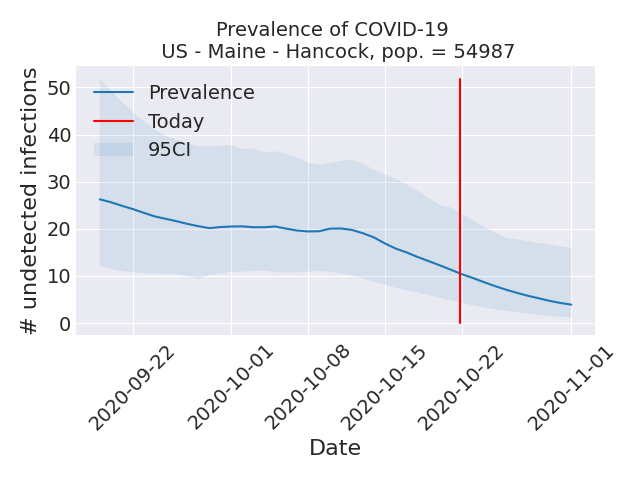 Prevalence of COVID-19
US - Maine - Hancock, pop. = 54987
# undetected infections
50
40
30
20
10
0
Prevalence
Today
95CI
2020-09-22
2020-10-01
2020-10-08
2020-10-15
2020-10-22
2020-11-01
Date